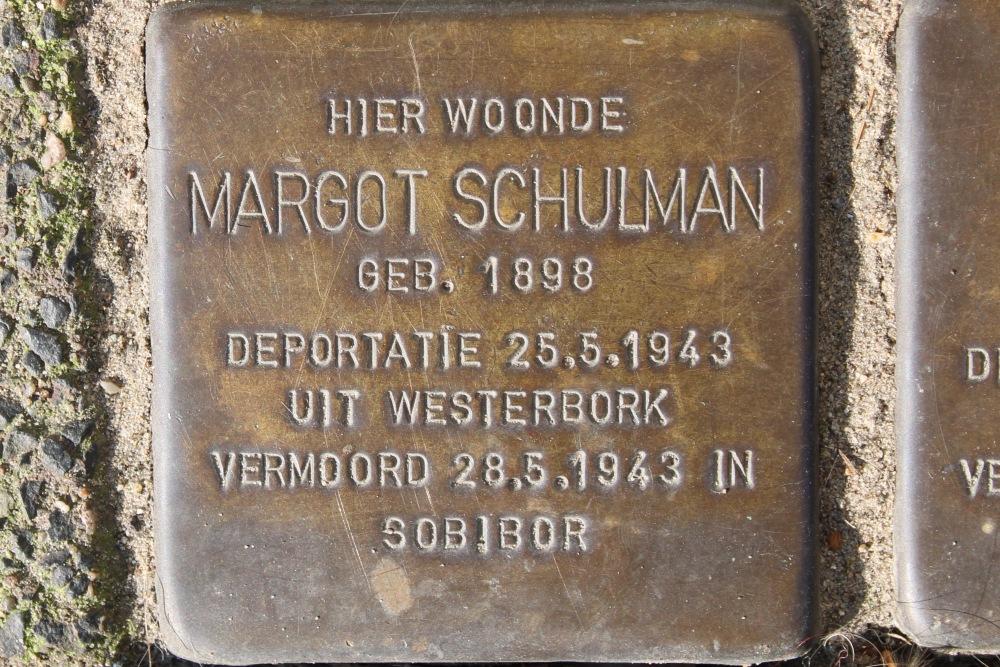 HIER WOONDE
MARGOT SCHULMAN
GEB. 1898
DEPORTATIE 25.5.1943
UIT WESTERBORK
VERMOORD 28.5.1943 IN
SOBIBOR